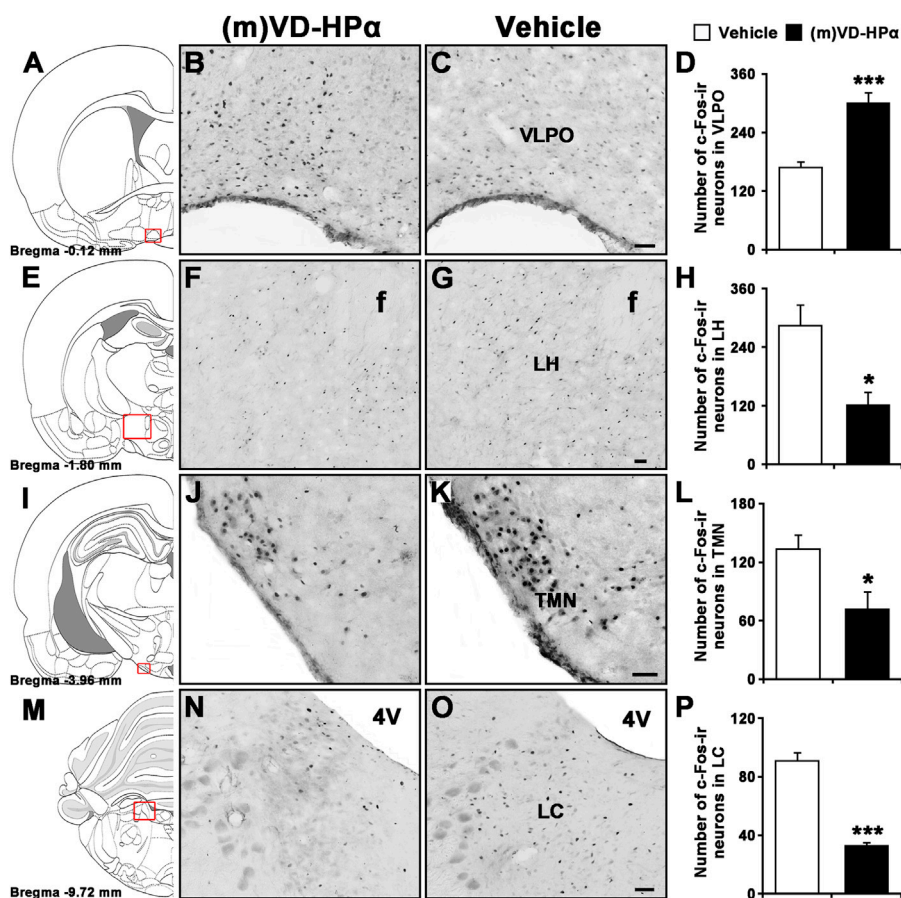 (m)VD-HPα
Vehicle
Vehicle
(m)VD-HPα
A
Bregma -0.12 mm
B
C
VLPO
D
Number of c-Fos-ir
neurons in VLPO
360
240
120
0
***
E
Bregma -1.80 mm
F
f
G
f
LH
H
Number of c-Fos-ir
neurons in LH
360
240
120
0
*
I
Bregma -3.96 mm
J
K
TMN
L
Number of c-Fos-ir
neurons in TMN
180
120
60
0
*
M
Bregma -9.72 mm
N
4V
O
4V
LC
P
Number of c-Fos-ir
neurons in LC
120
80
40
0
***